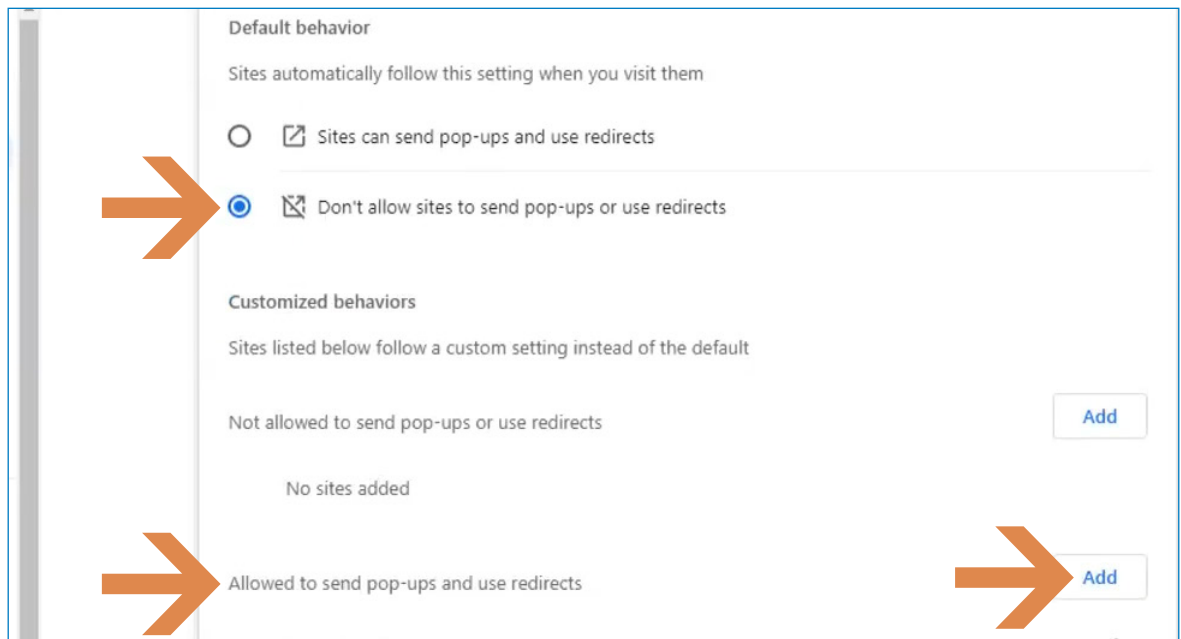 Default behavior
Sites automatically follow this setting when you visit them
Sites can send pop-ups and use redirects
Don't allow sites to send pop-ups or use redirects
Customized behaviors
Sites listed below follow a custom setting instead of the default
Not allowed to send pop-ups or use redirects
Add
No sites added
Allowed to send pop-ups and use redirects
Add